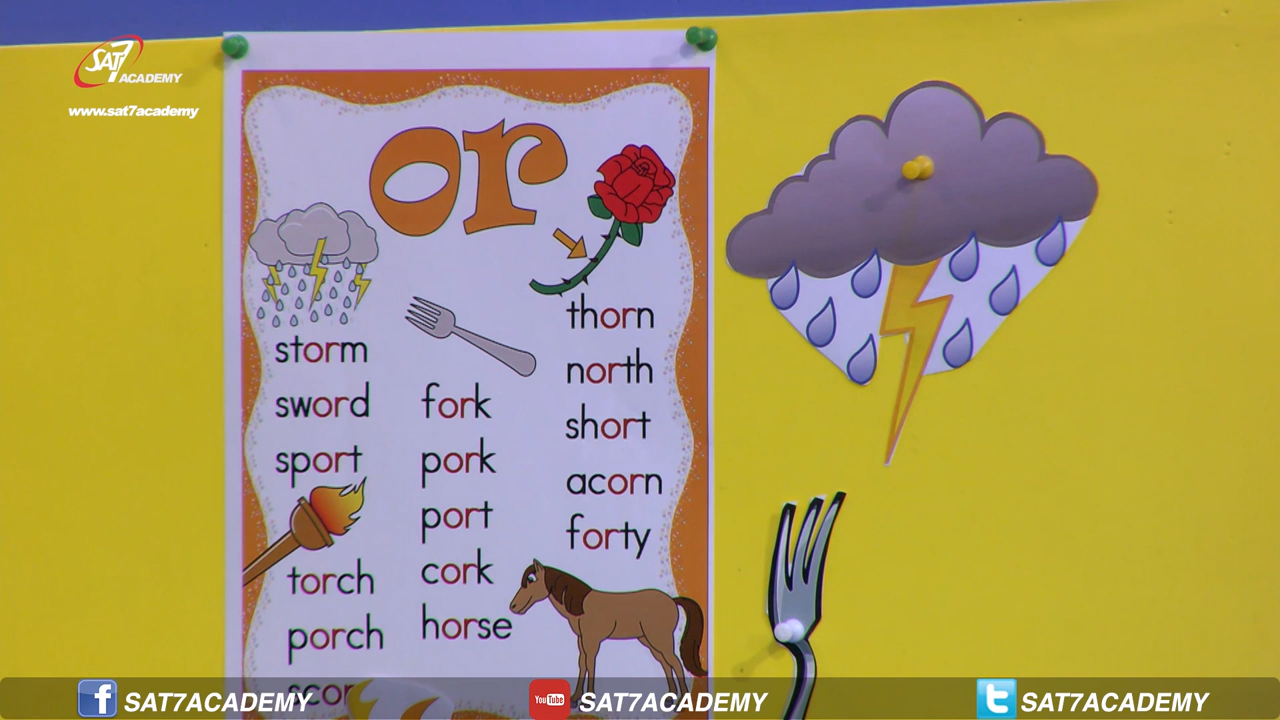 SAT7
ACADEMY
www.sat7academy
or
storm
sword
sport
torch
porch
fork
pork
port
cork
horse
thorn
north
short
acorn
forty
f SAT7ACADEMY
YouTube SAT7ACADEMY
SAT7ACADEMY